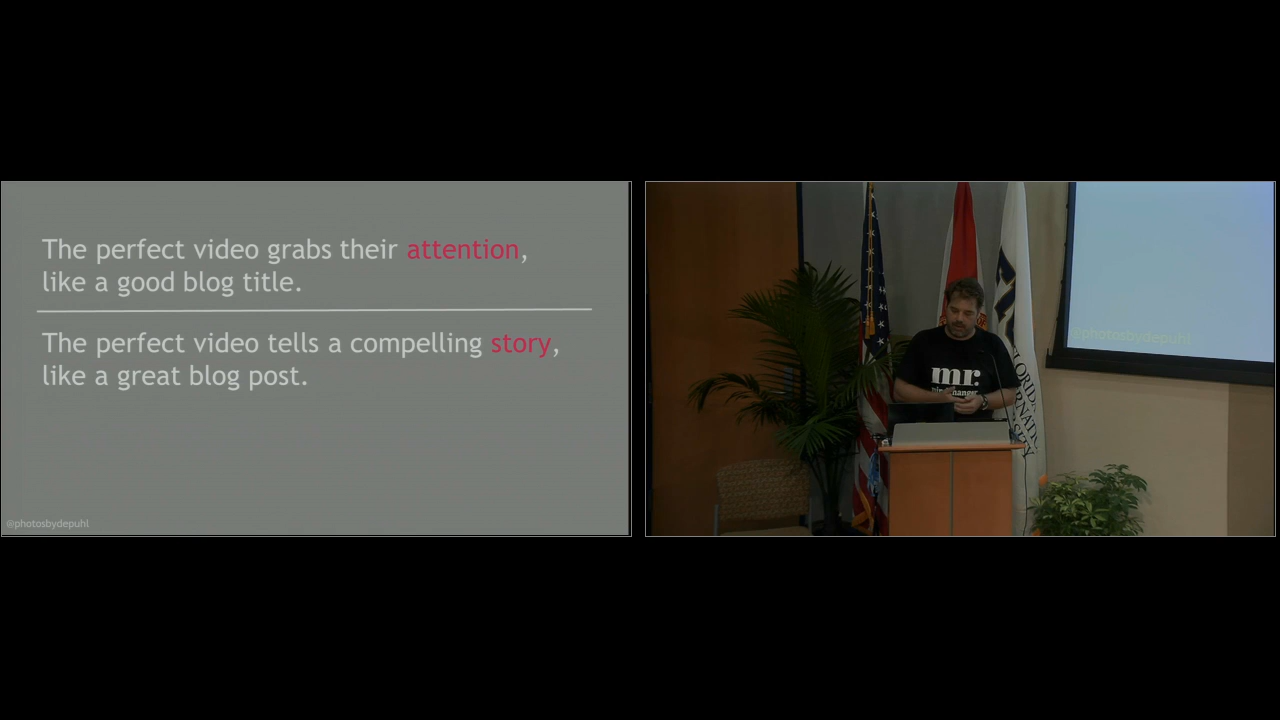 The perfect video grabs their attention,
like a good blog title.
The perfect video tells a compelling story,
like a great blog post.
@photosbydepuhl
@photosbydepuhl
mr.